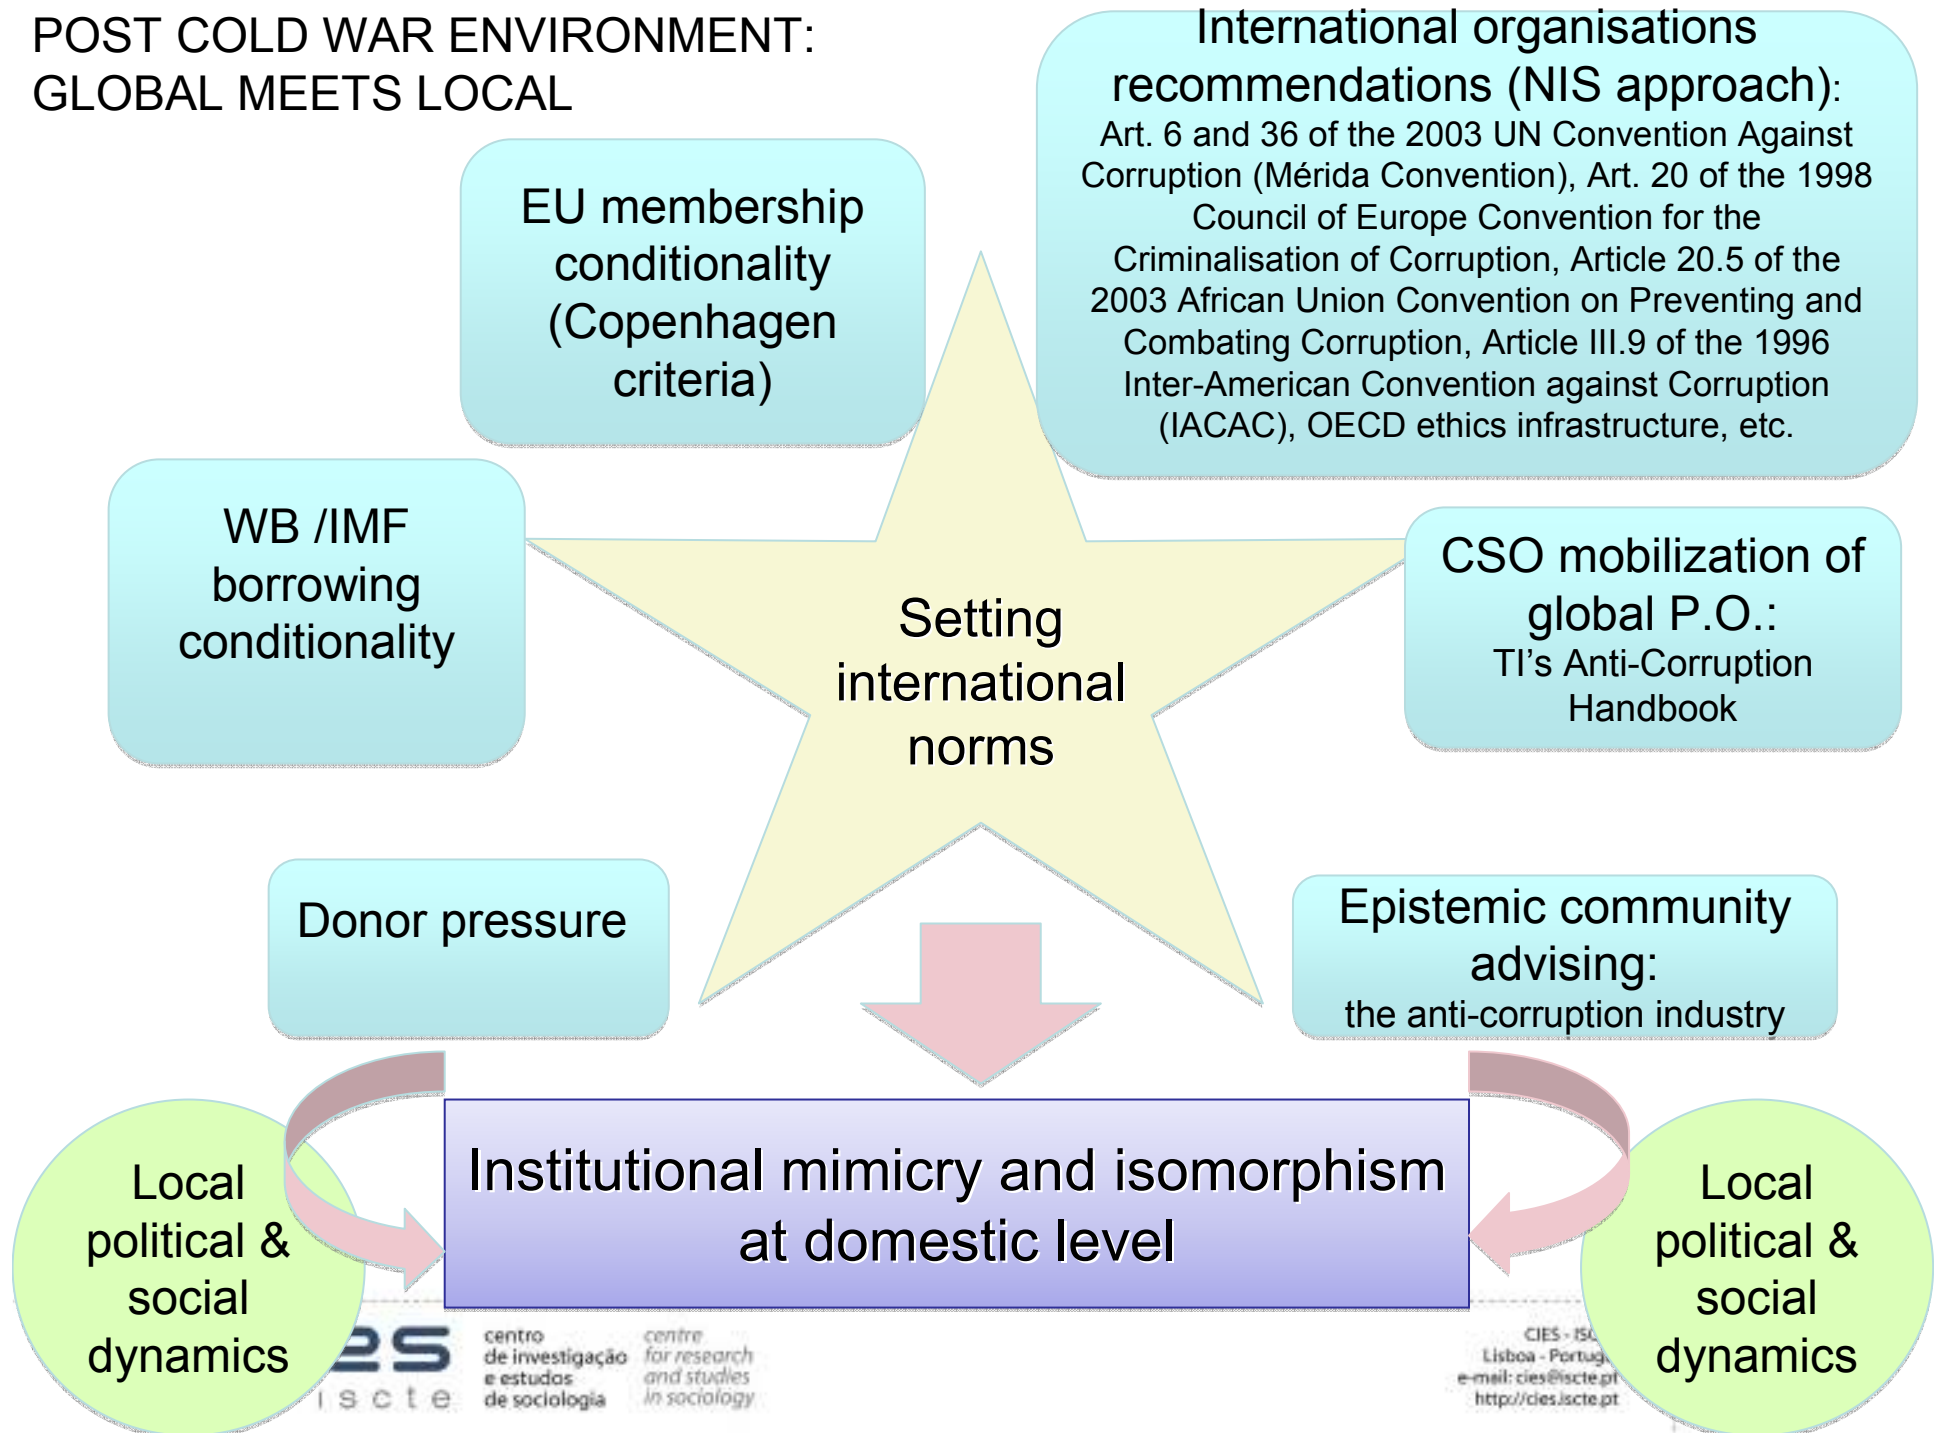 POST COLD WAR ENVIRONMENT:
GLOBAL MEETS LOCAL
International organisations
recommendations (NIS approach):
Art. 6 and 36 of the 2003 UN Convention Against
Corruption (Mérida Convention), Art. 20 of the 1998
Council of Europe Convention for the
Criminalisation of Corruption, Article 20.5 of the
2003 African Union Convention on Preventing and
Combating Corruption, Article III.9 of the 1996
Inter-American Convention against Corruption
(IACAC), OECD ethics infrastructure, etc.
EU membership
conditionality
(Copenhagen
criteria)
WB /IMF
borrowing
conditionality
CSO mobilization of
global P.O.:
TI's Anti-Corruption
Handbook
Setting
international
norms
Donor pressure
Epistemic community
advising:
the anti-corruption industry
Institutional mimicry and isomorphism
at domestic level
Local
political &
social
dynamics
Local
political &
social
dynamics
iscte
centro
de investigação
e estudos
de sociologia
centre
for research
and studies
in sociology
CIES -
Lisboa -
e-mail: cies@iscte.pt
http://cies.iscte.pt